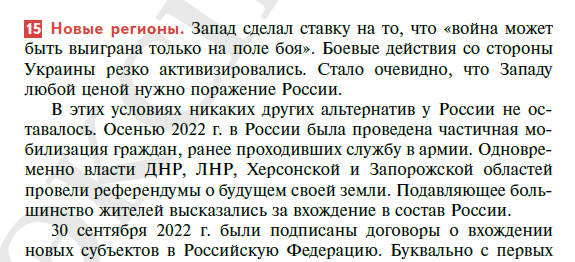 15 Новые регионы. Запад сделал ставку на то, что «война может
быть выиграна только на поле боя». Боевые действия со стороны
Украины резко активизировались. Стало очевидно, что Западу
любой ценой нужно поражение России.
В этих условиях никаких других альтернатив у России не ос-
тавалось. Осенью 2022 г. в России была проведена частичная мо-
билизация граждан, ранее проходивших службу в армии. Одновре-
менно власти ДНР, ЛНР, Херсонской и Запорожской областей
провели референдумы о будущем своей земли. Подавляющее боль-
шинство жителей высказались за вхождение в состав России.
30 сентября 2022 г. были подписаны договоры о вхождении
новых субъектов в Российскую Федерацию. Буквально с первых